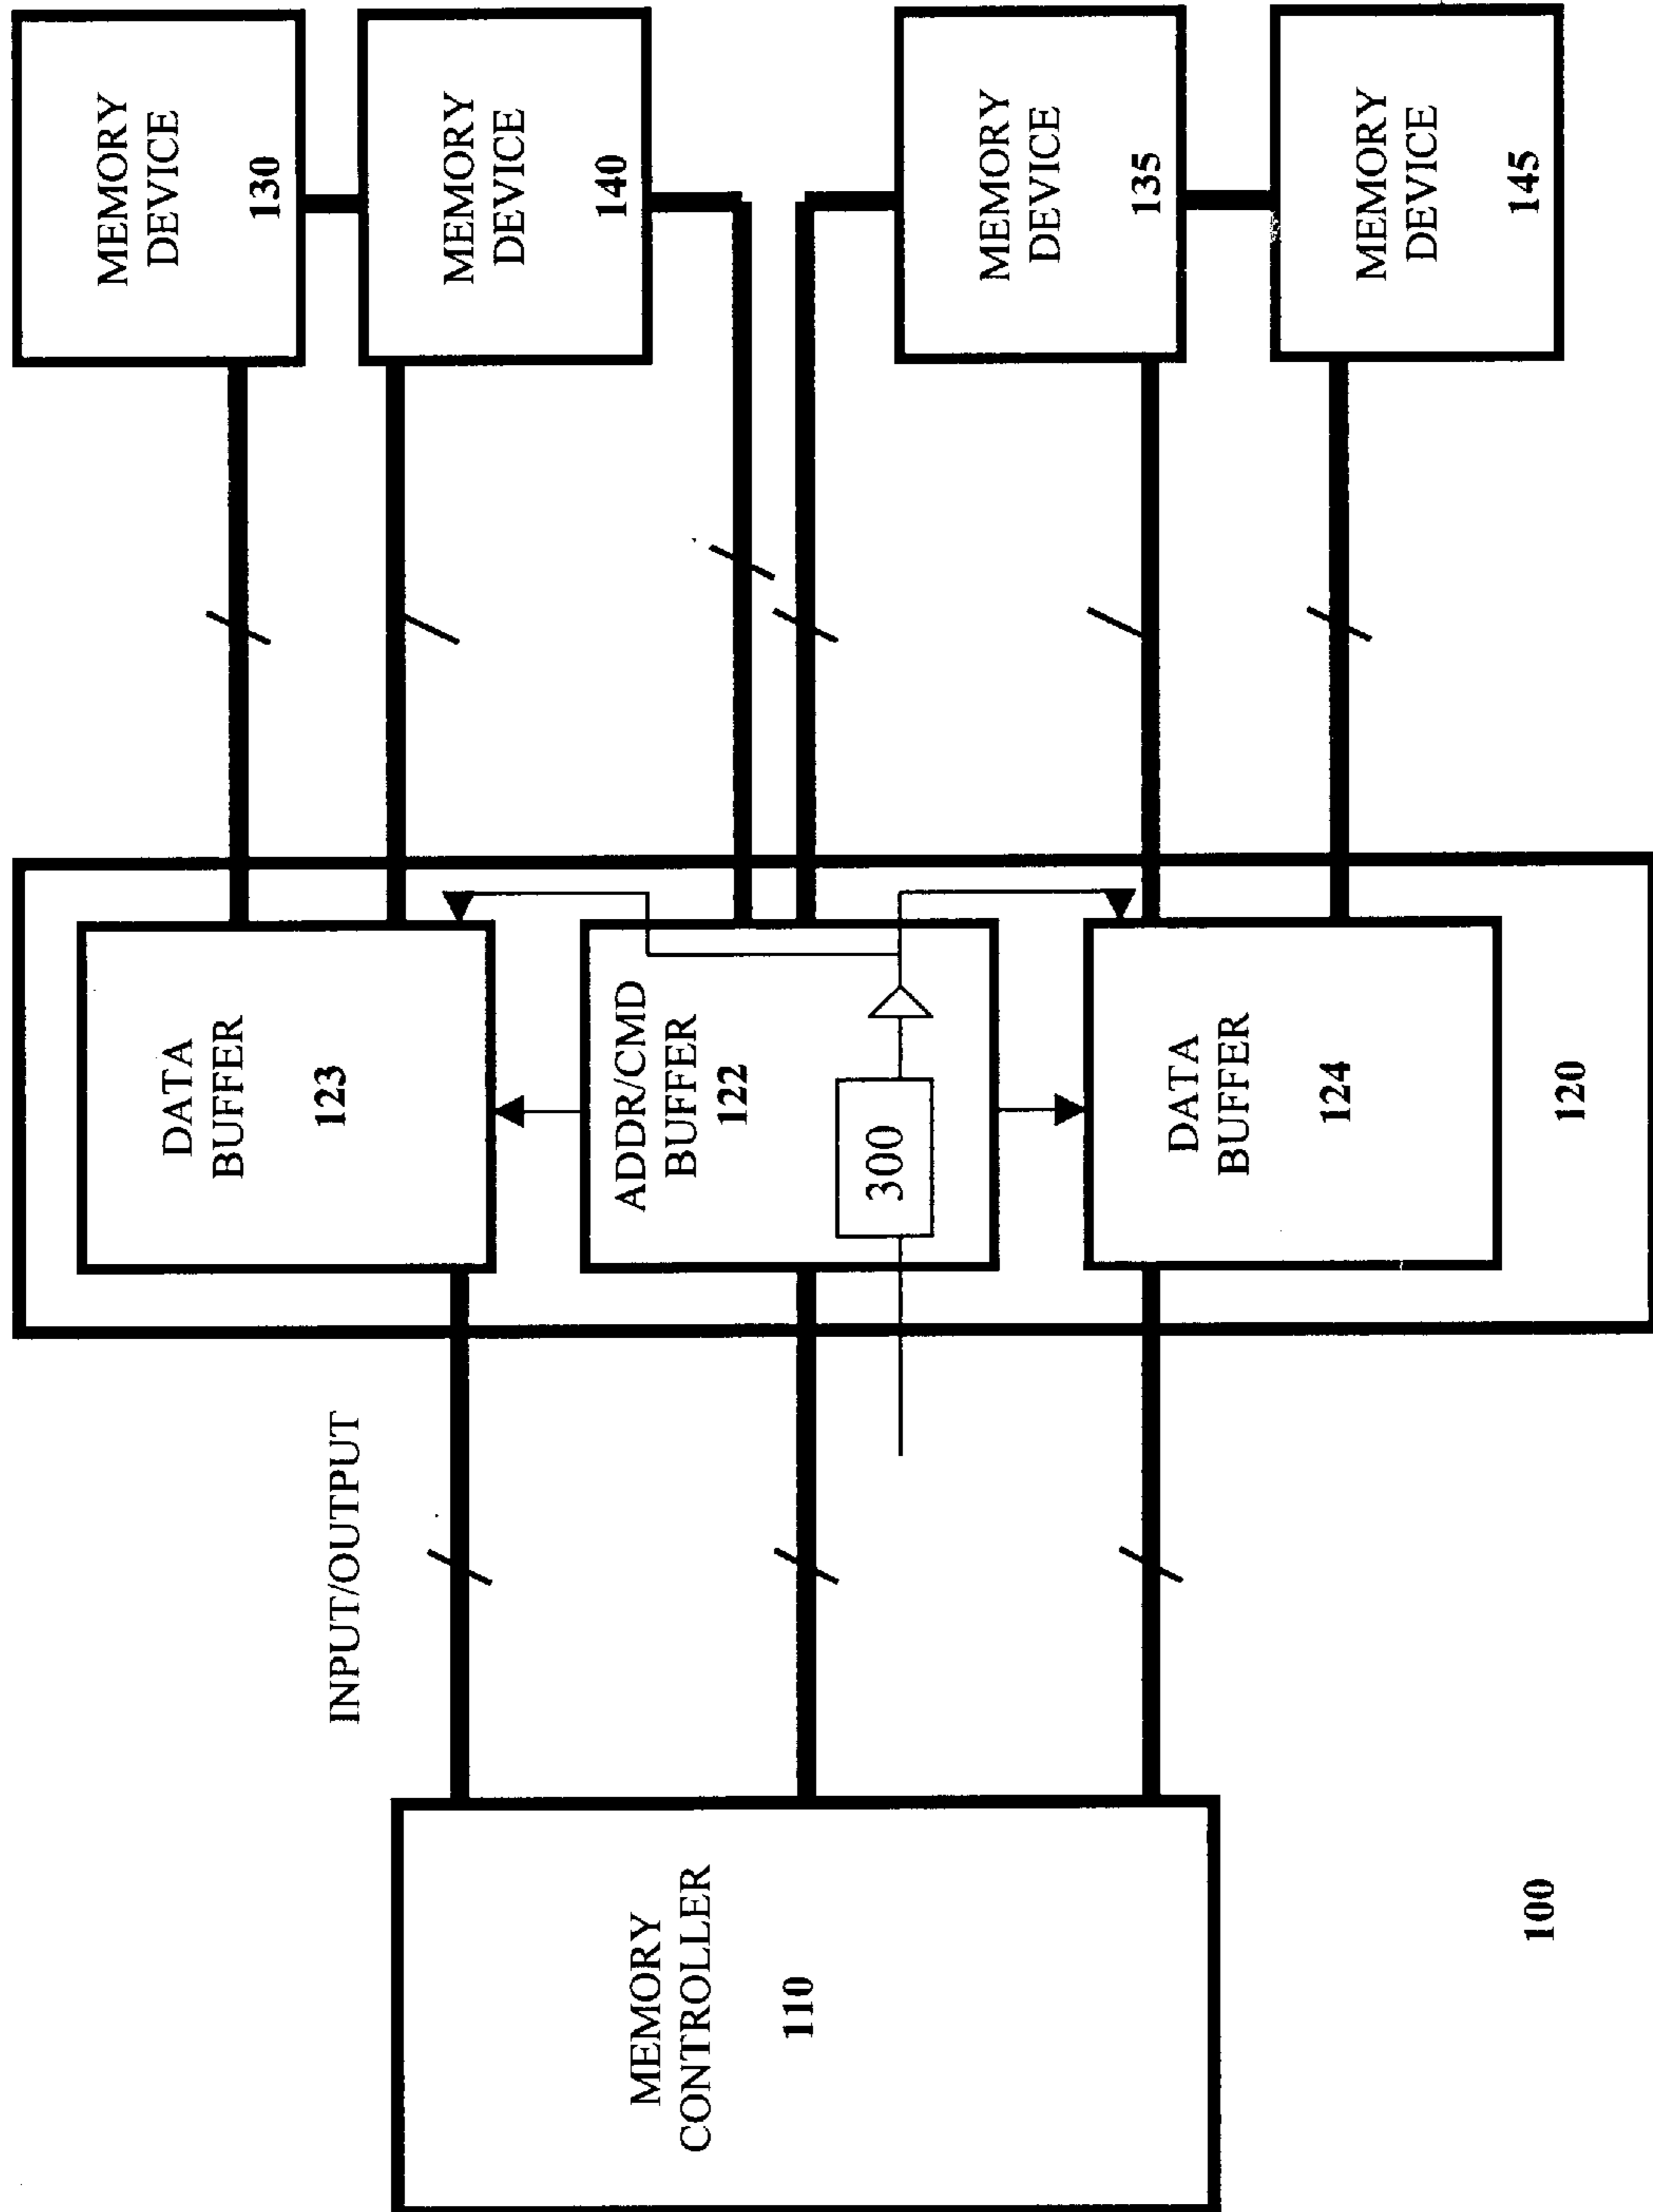 MEMORY
CONTROLLER
110
INPUT/OUTPUT
DATA
BUFFER
123
ADDR/CMD
BUFFER
122
300
DATA
BUFFER
124
120
MEMORY
DEVICE
130
MEMORY
DEVICE
140
MEMORY
DEVICE
135
MEMORY
DEVICE
145
100